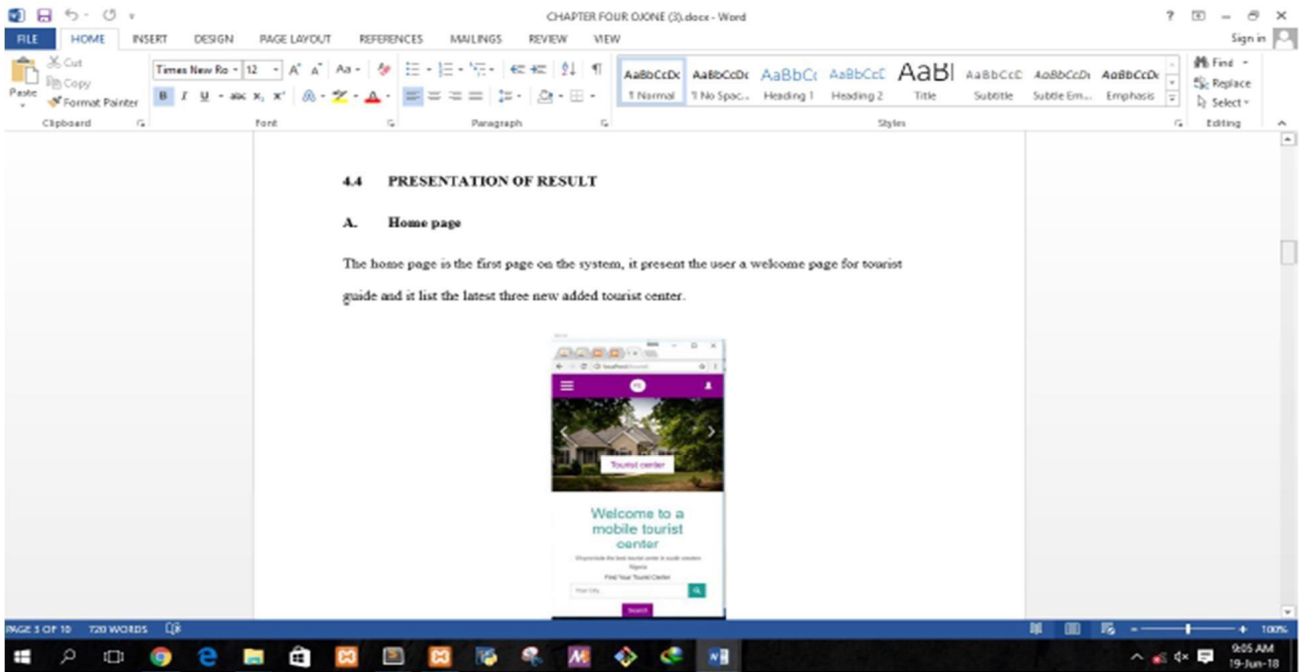 CHAPTER FOUR OJONE (3).docx - Word
FILE HOME INSERT DESIGN PAGE LAYOUT REFERENCES MAILINGS REVIEW VIEW Sign in
Cut
Copy
Paste
Format Painter
Clipboard
Times New Ro 12
Font
Paragraph
AaBbCcDc AaBbCcDc AaBbCc AaBbCcC AaBl AaBbCcC AaBbCcDi AaBbCcDc
¶ Normal ¶ No Spac... Heading 1 Heading 2 Title Subtitle Subtle Em... Emphasis
Styles
Find
Replace
Select
Editing
4.4 PRESENTATION OF RESULT
A. Home page
The home page is the first page on the system, it present the user a welcome page for tourist
guide and it list the latest three new added tourist center.
Tourist center
Welcome to a
mobile tourist
center
Nigeria
Find Your Tourist Center
Your City
Search
PAGE 5 OF 10 720 WORDS 100%
9:05 AM
19-Jun-18